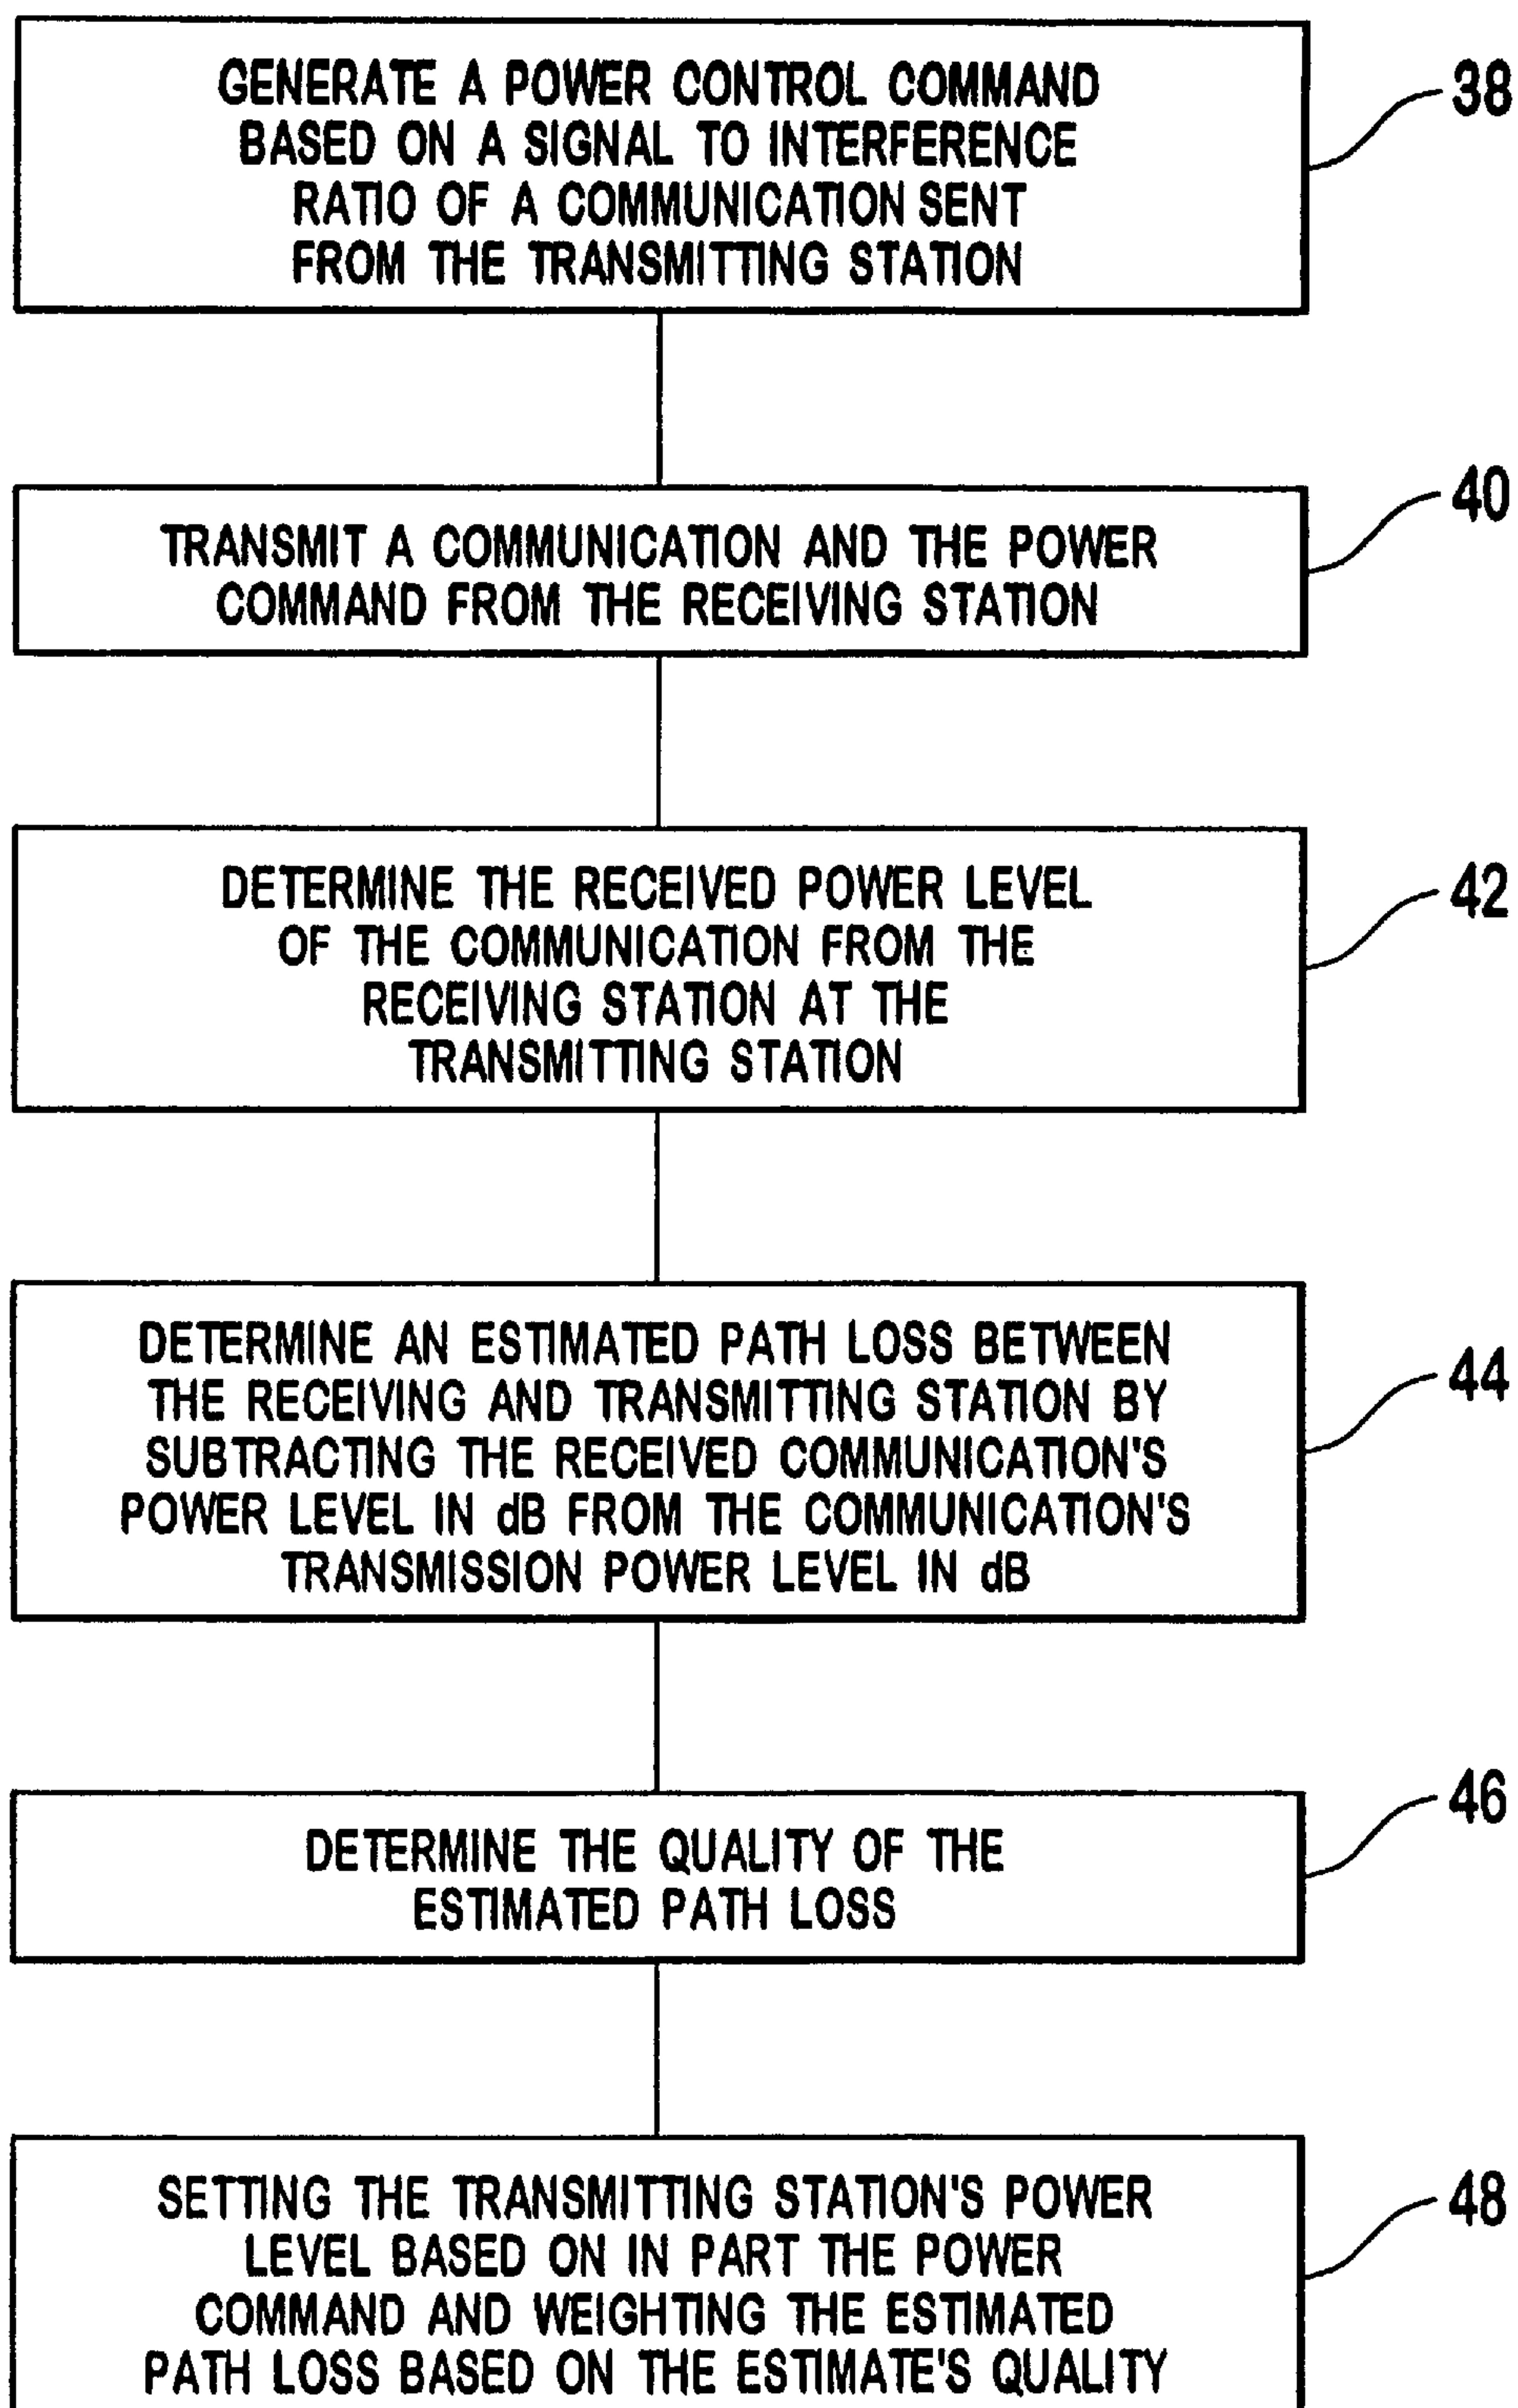 GENERATE A POWER CONTROL COMMAND
BASED ON A SIGNAL TO INTERFERENCE
RATIO OF A COMMUNICATION SENT
FROM THE TRANSMITTING STATION
38
TRANSMIT A COMMUNICATION AND THE POWER
COMMAND FROM THE RECEIVING STATION
40
DETERMINE THE RECEIVED POWER LEVEL
OF THE COMMUNICATION FROM THE
RECEIVING STATION AT THE
TRANSMITTING STATION
42
DETERMINE AN ESTIMATED PATH LOSS BETWEEN
THE RECEIVING AND TRANSMITTING STATION BY
SUBTRACTING THE RECEIVED COMMUNICATION'S
POWER LEVEL IN dB FROM THE COMMUNICATION'S
TRANSMISSION POWER LEVEL IN dB
44
DETERMINE THE QUALITY OF THE
ESTIMATED PATH LOSS
46
SETTING THE TRANSMITTING STATION'S POWER
LEVEL BASED ON IN PART THE POWER
COMMAND AND WEIGHTING THE ESTIMATED
PATH LOSS BASED ON THE ESTIMATE'S QUALITY
48